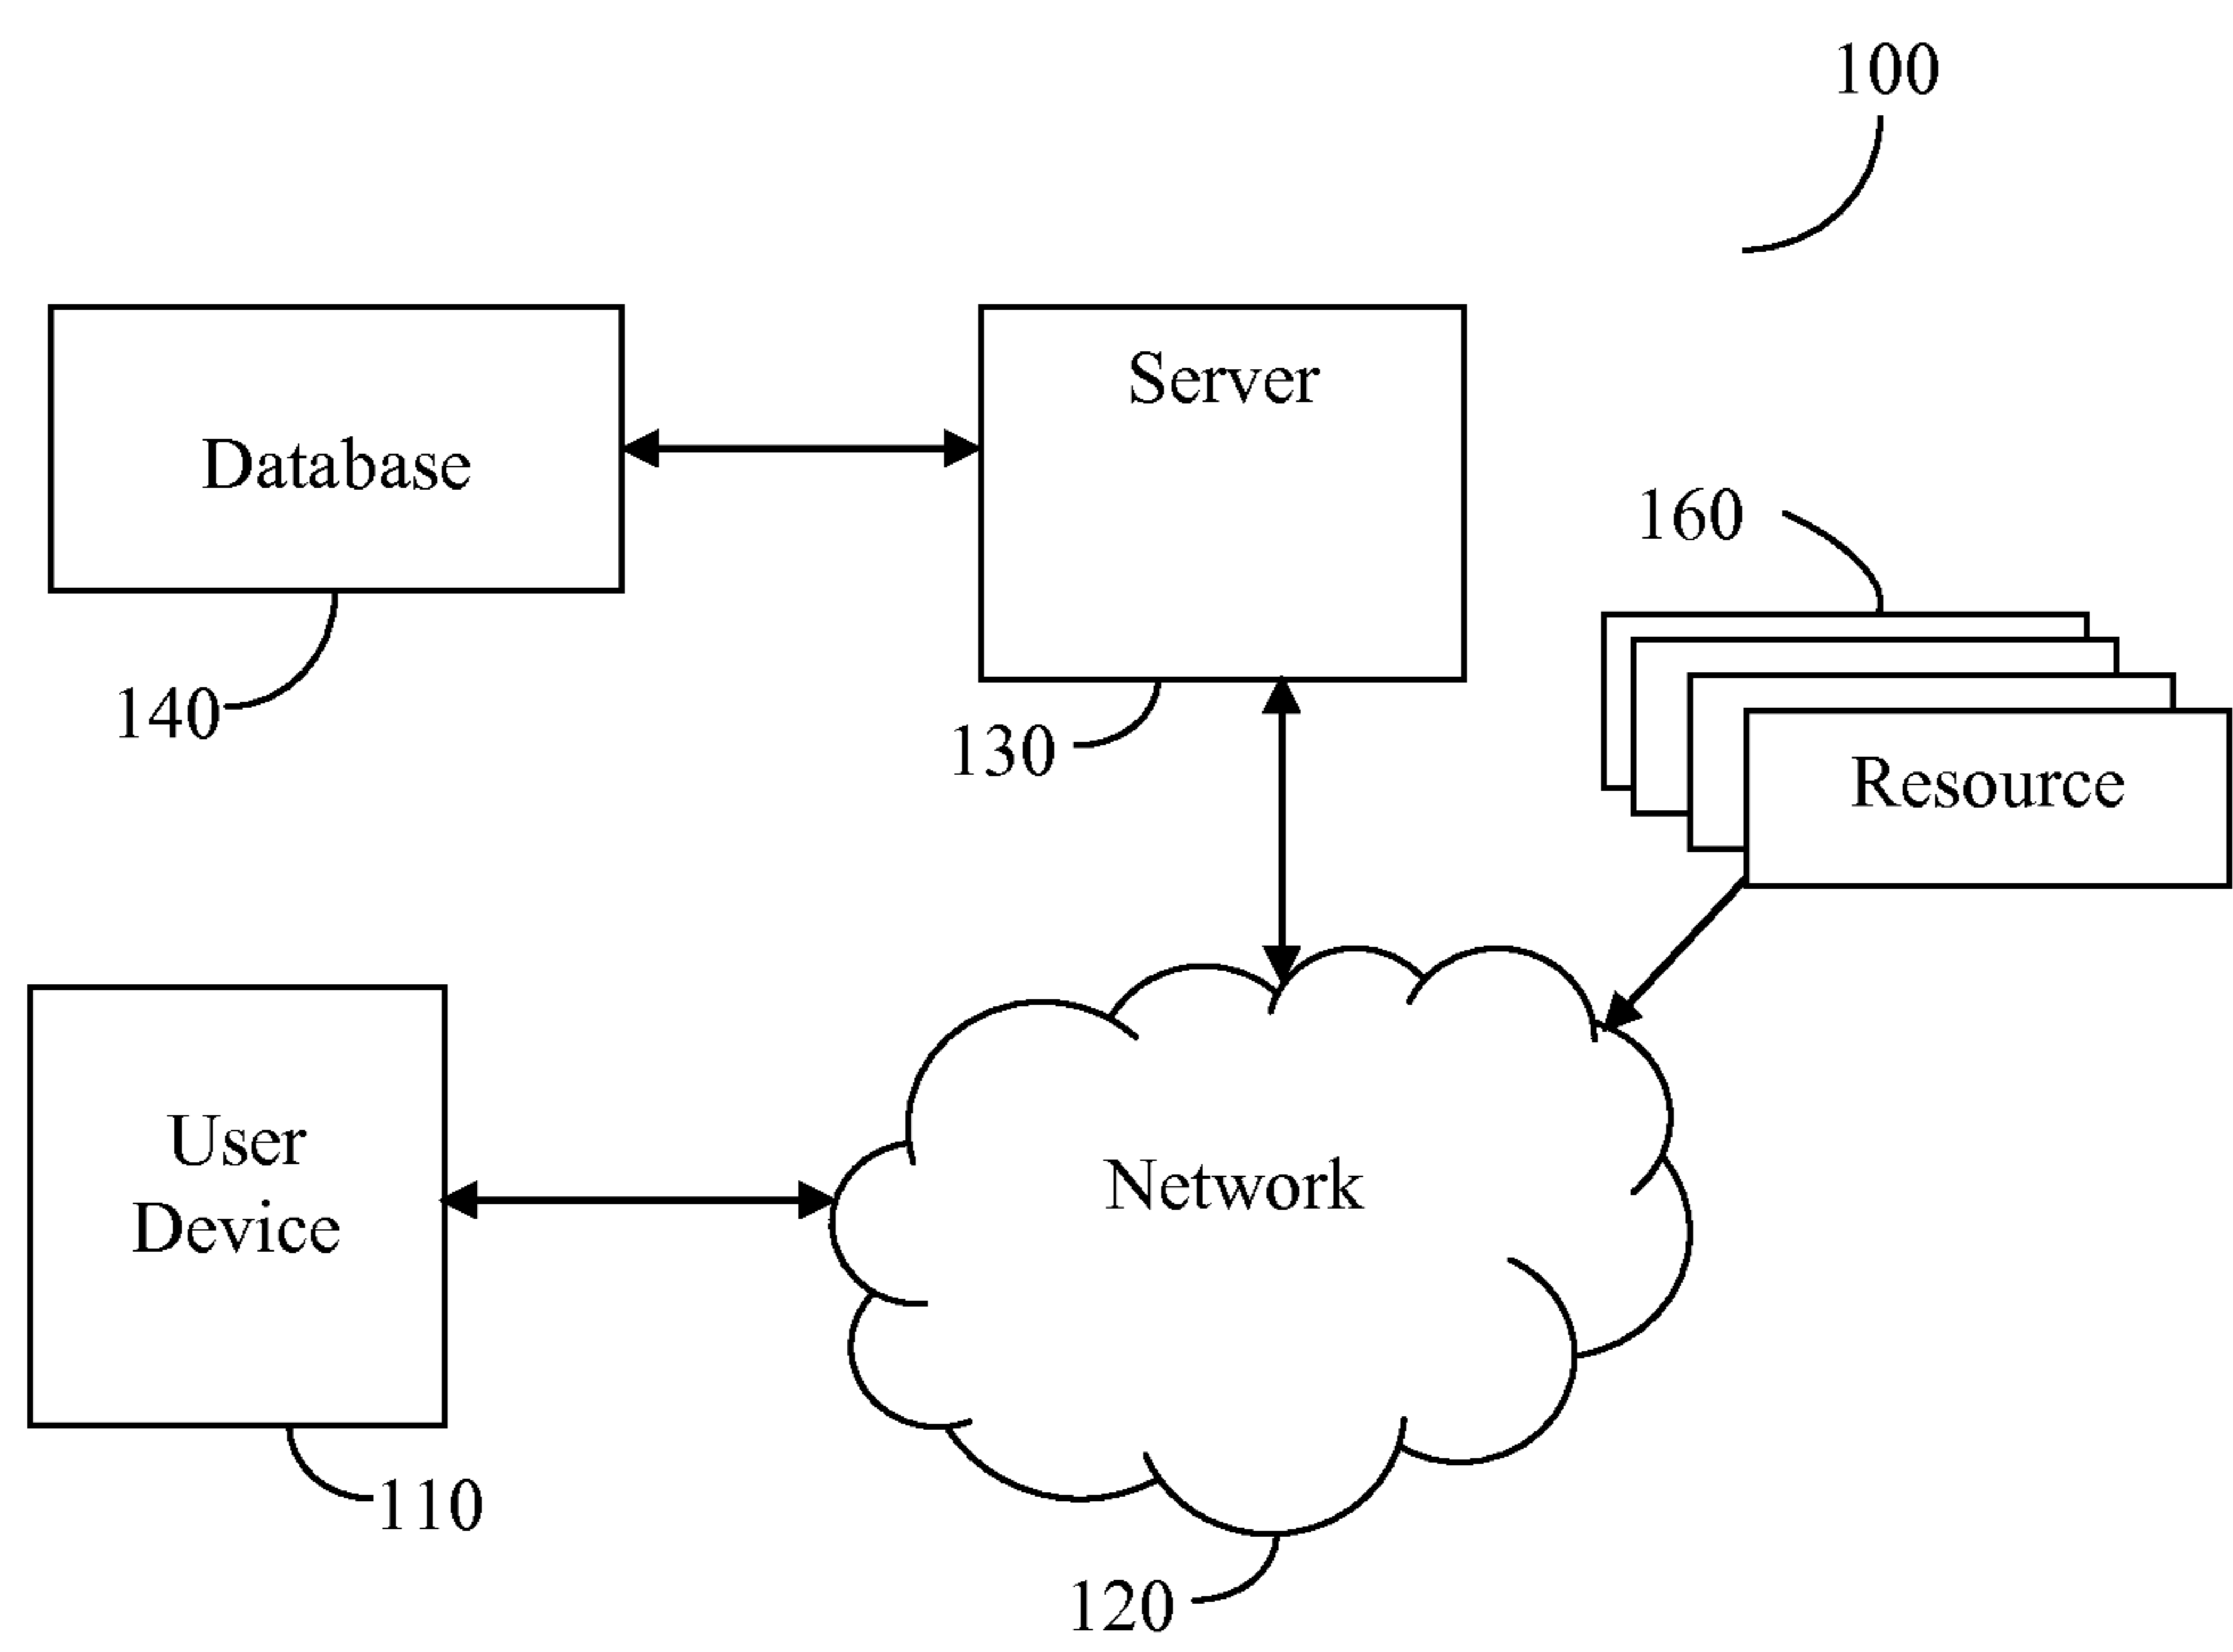 100
Server
Database
160
140
130
Resource
User
Device
Network
110
120